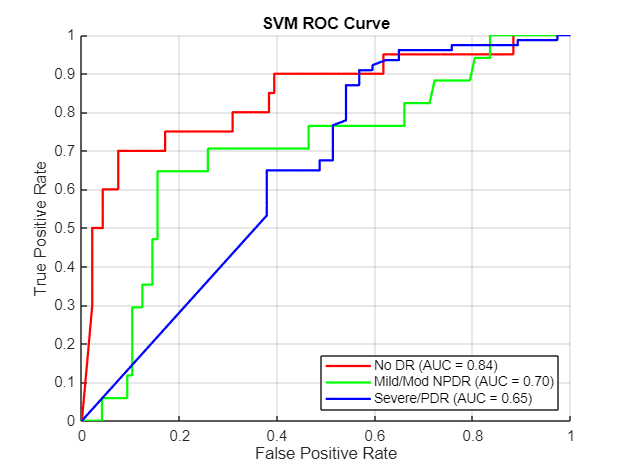 SVM ROC Curve
1
0.9
0.8
0.7
0.6
0.5
0.4
0.3
0.2
0.1
0
True Positive Rate
No DR (AUC = 0.84)
Mild/Mod NPDR (AUC = 0.70)
Severe/PDR (AUC = 0.65)
0 0.2 0.4 0.6 0.8 1
False Positive Rate